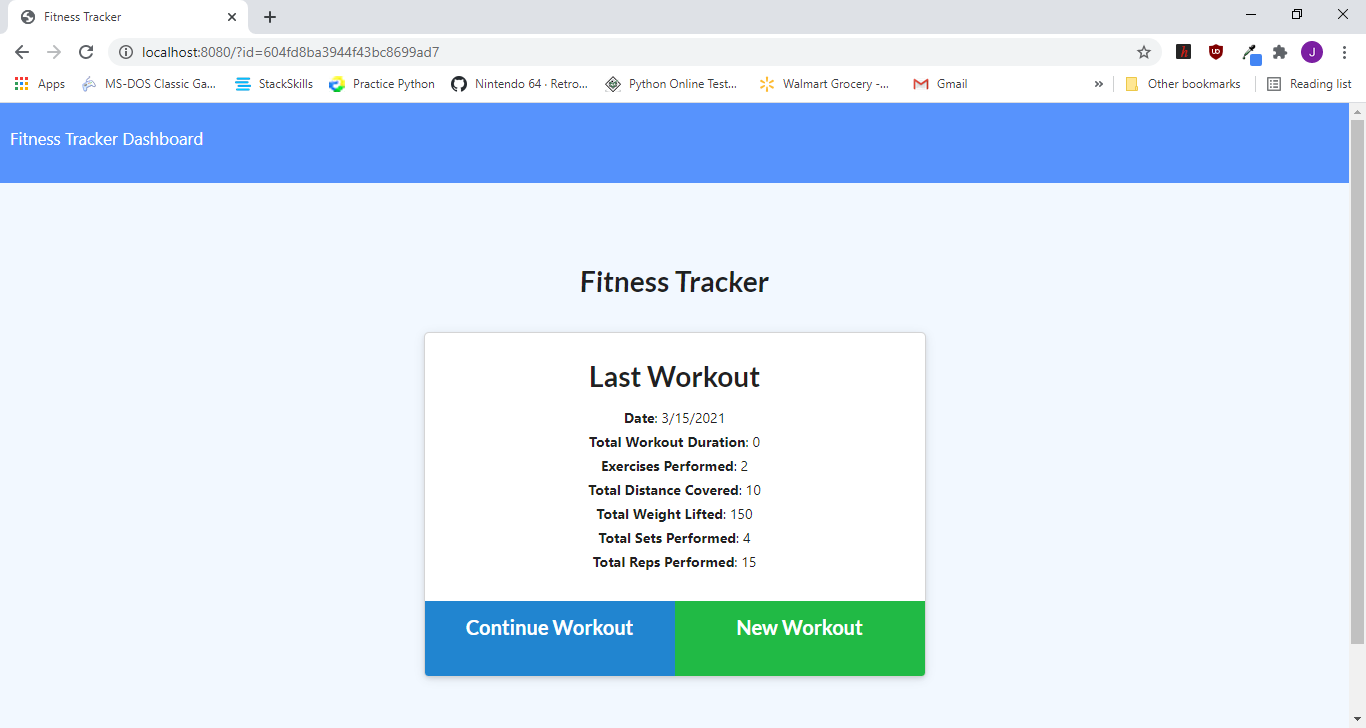 Fitness Tracker
localhost:8080/?id=604fd8ba3944f43bc8699ad7
h UD J
Apps MS-DOS Classic Ga... StackSkills Practice Python Nintendo 64 · Retro... Python Online Test... Walmart Grocery -... Gmail » Other bookmarks Reading list
Fitness Tracker Dashboard
Fitness Tracker
Last Workout
Date: 3/15/2021
Total Workout Duration: 0
Exercises Performed: 2
Total Distance Covered: 10
Total Weight Lifted: 150
Total Sets Performed: 4
Total Reps Performed: 15
Continue Workout New Workout